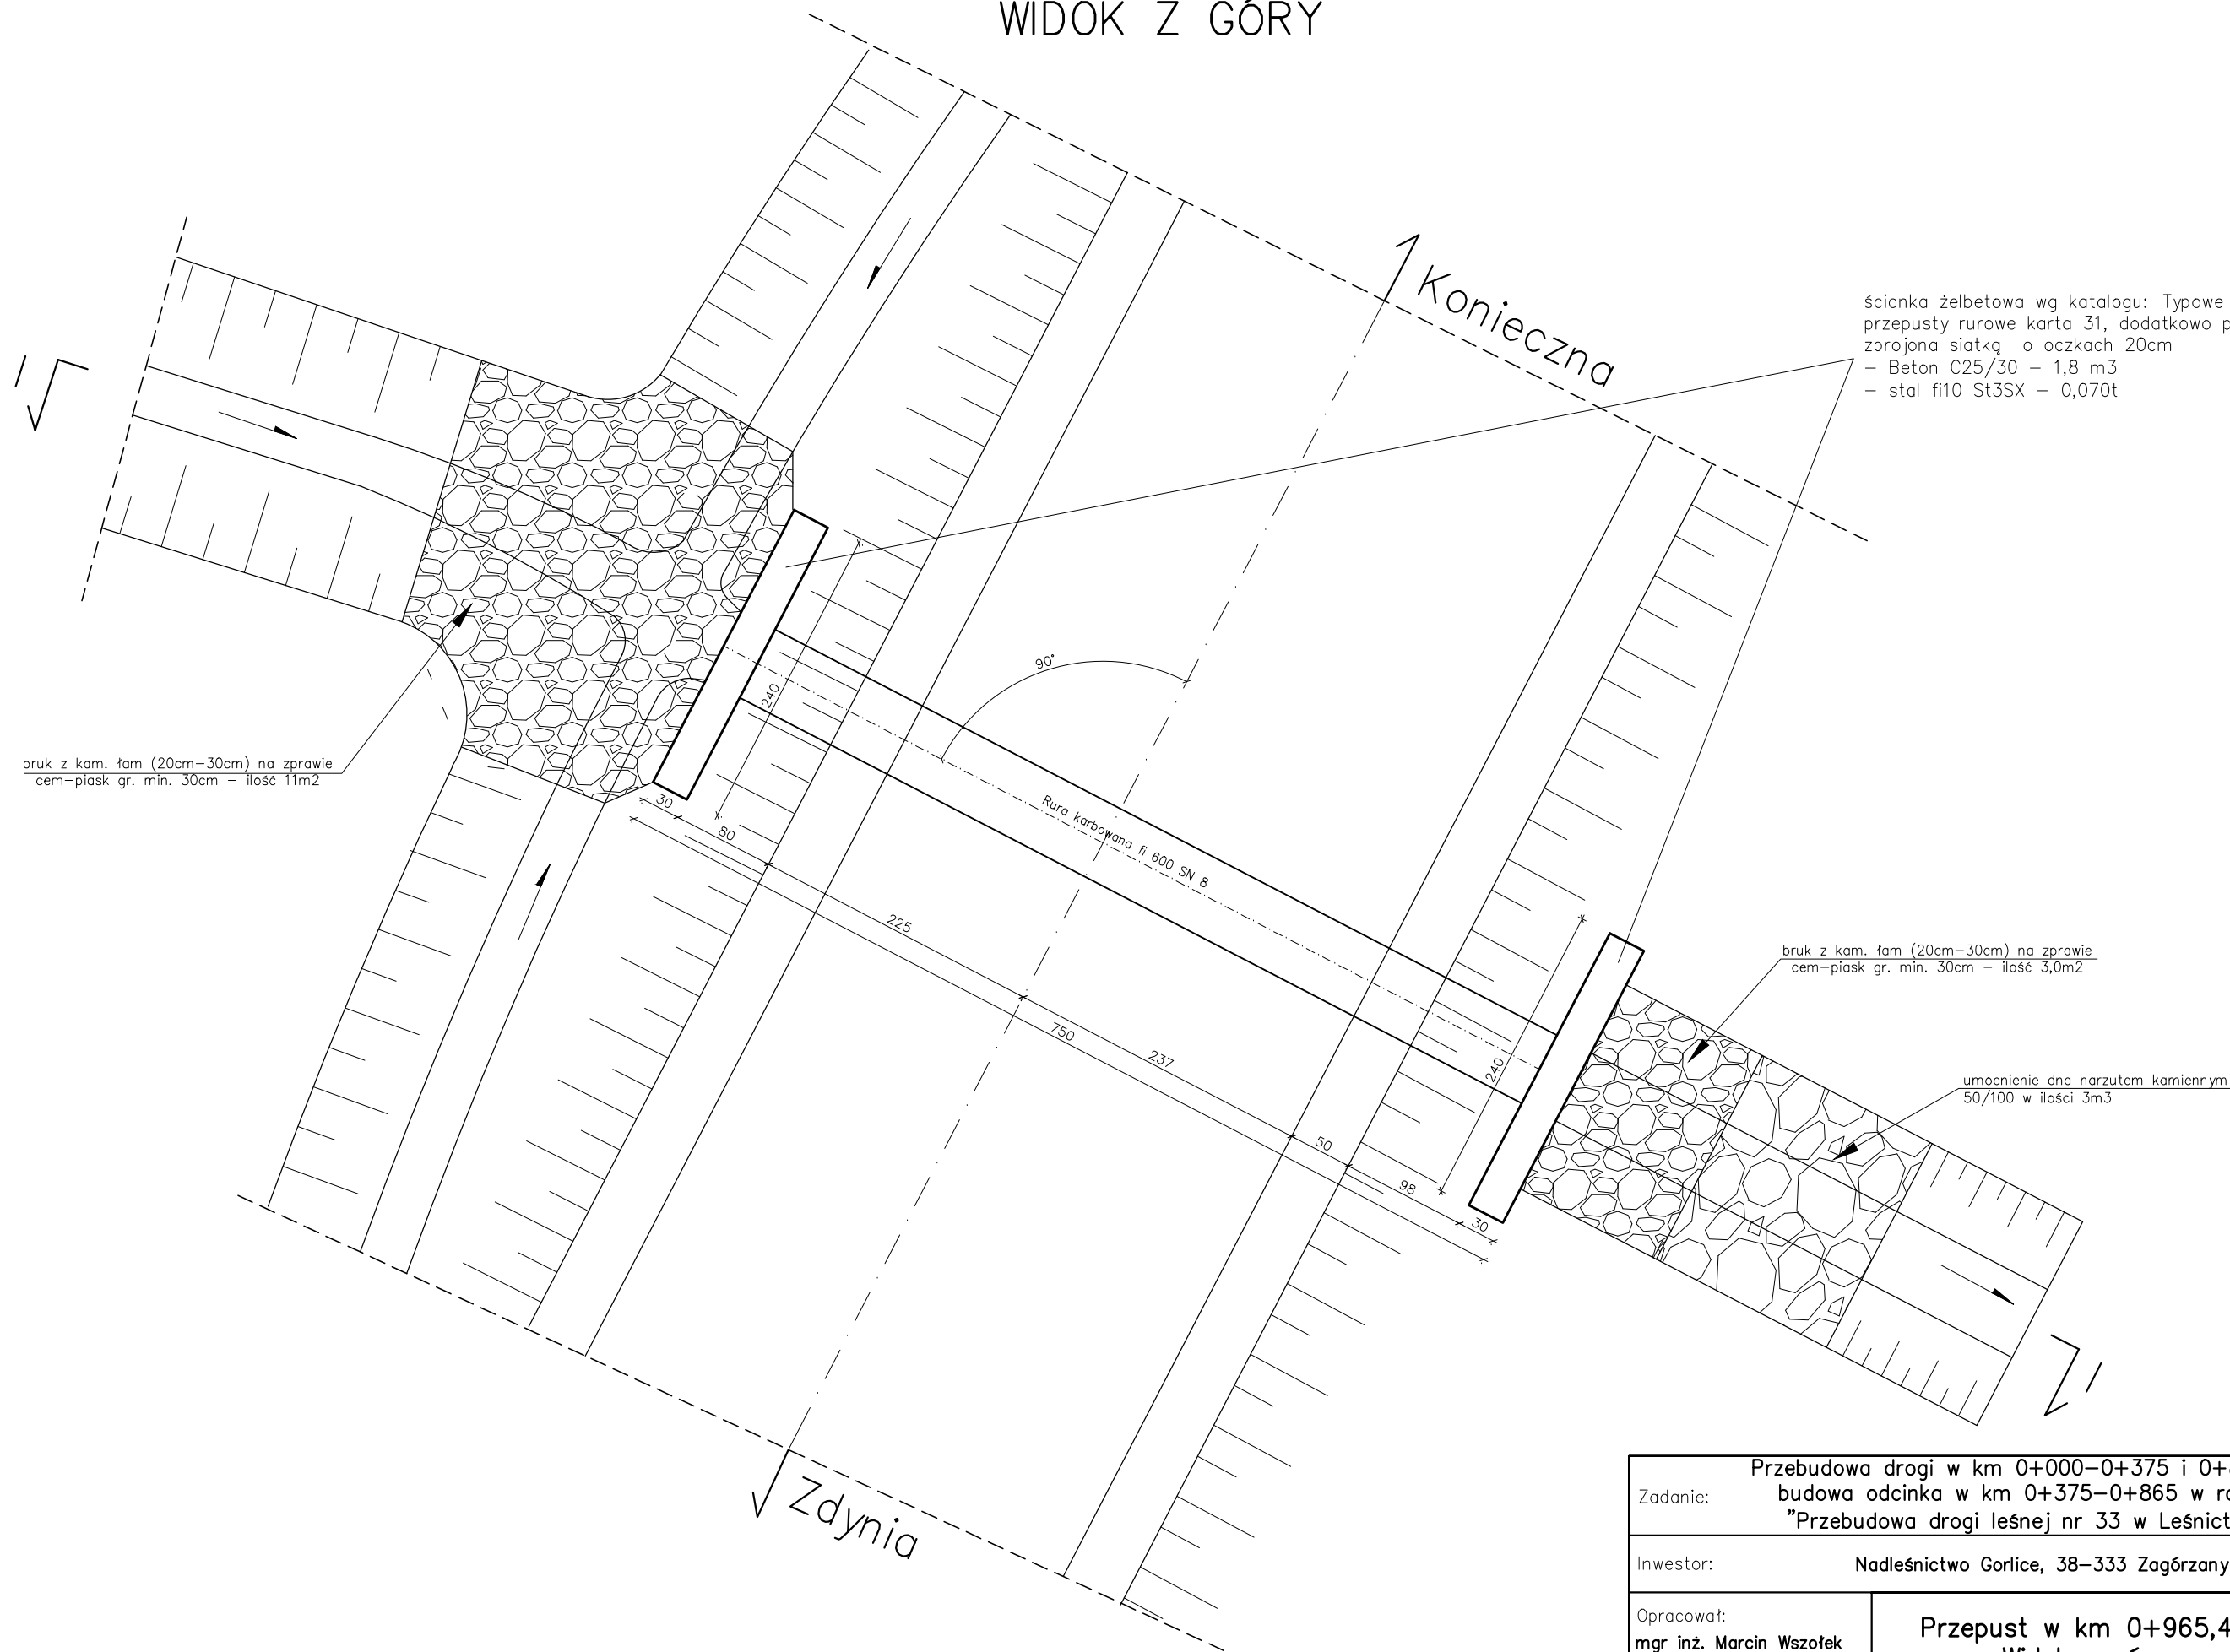 WIDOK Z GÓRY
Konieczna
ścianka żelbetowa wg katalogu: Typowe
przepusty rurowe karta 31, dodatkowo
zbrojona siatką o oczkach 20cm
– Beton C25/30 – 1,8 m3
– stal fi10 St3SX – 0,070t
90°
240
bruk z kam. łam (20cm–30cm) na zprawie
cem–piask gr. min. 30cm – ilość 11m2
30
80
Rura karbowana fi 600 SN 8
225
750
237
240
50
98
30
bruk z kam. łam (20cm–30cm) na zprawie
cem–piask gr. min. 30cm – ilość 3,0m2
umocnienie dna narzutem kamiennym
50/100 w ilości 3m3
Zdynia
Zadanie:
Przebudowa drogi w km 0+000–0+375 i
budowa odcinka w km 0+375–0+865 w
"Przebudowa drogi leśnej nr 33 w
Inwestor:
Nadleśnictwo Gorlice, 38–333 Zagórzany
Opracował:
mgr inż. Marcin Wszołek
Przepust w km 0+965,4